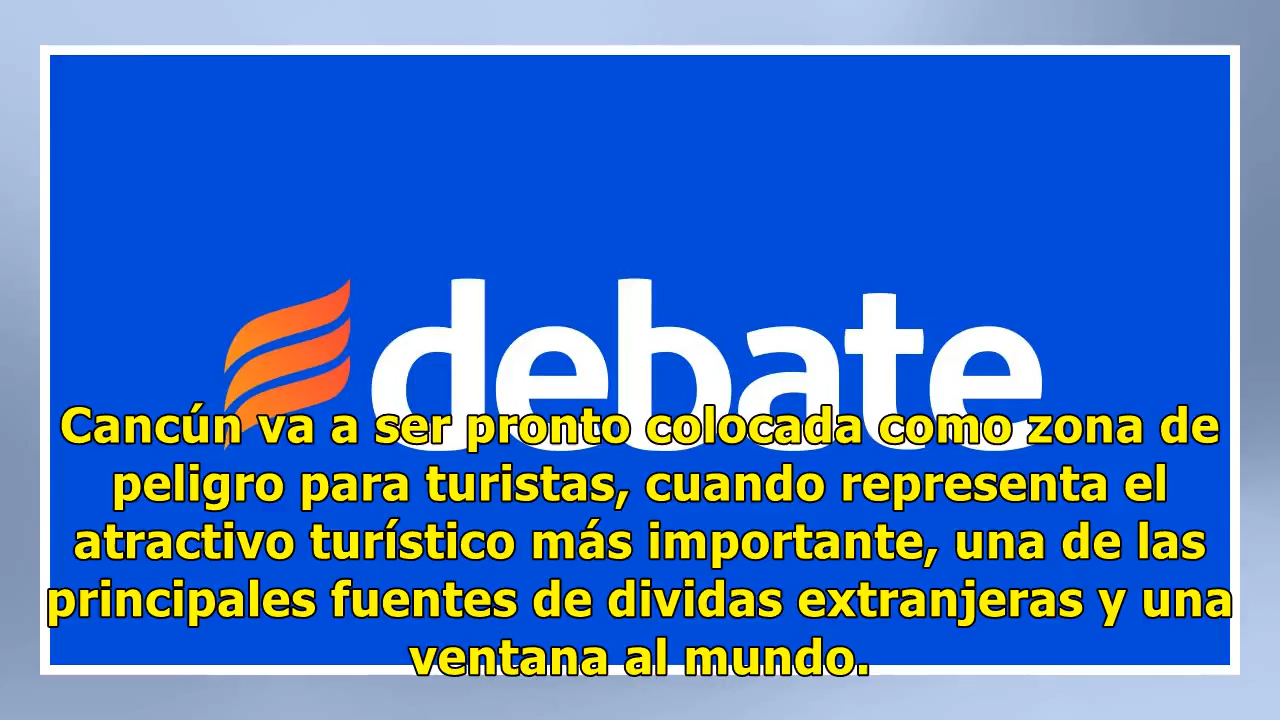 debate
Cancún va a ser pronto colocada como zona de
peligro para turistas, cuando representa el
atractivo turístico más importante, una de las
principales fuentes de dividas extranjeras y una
ventana al mundo.